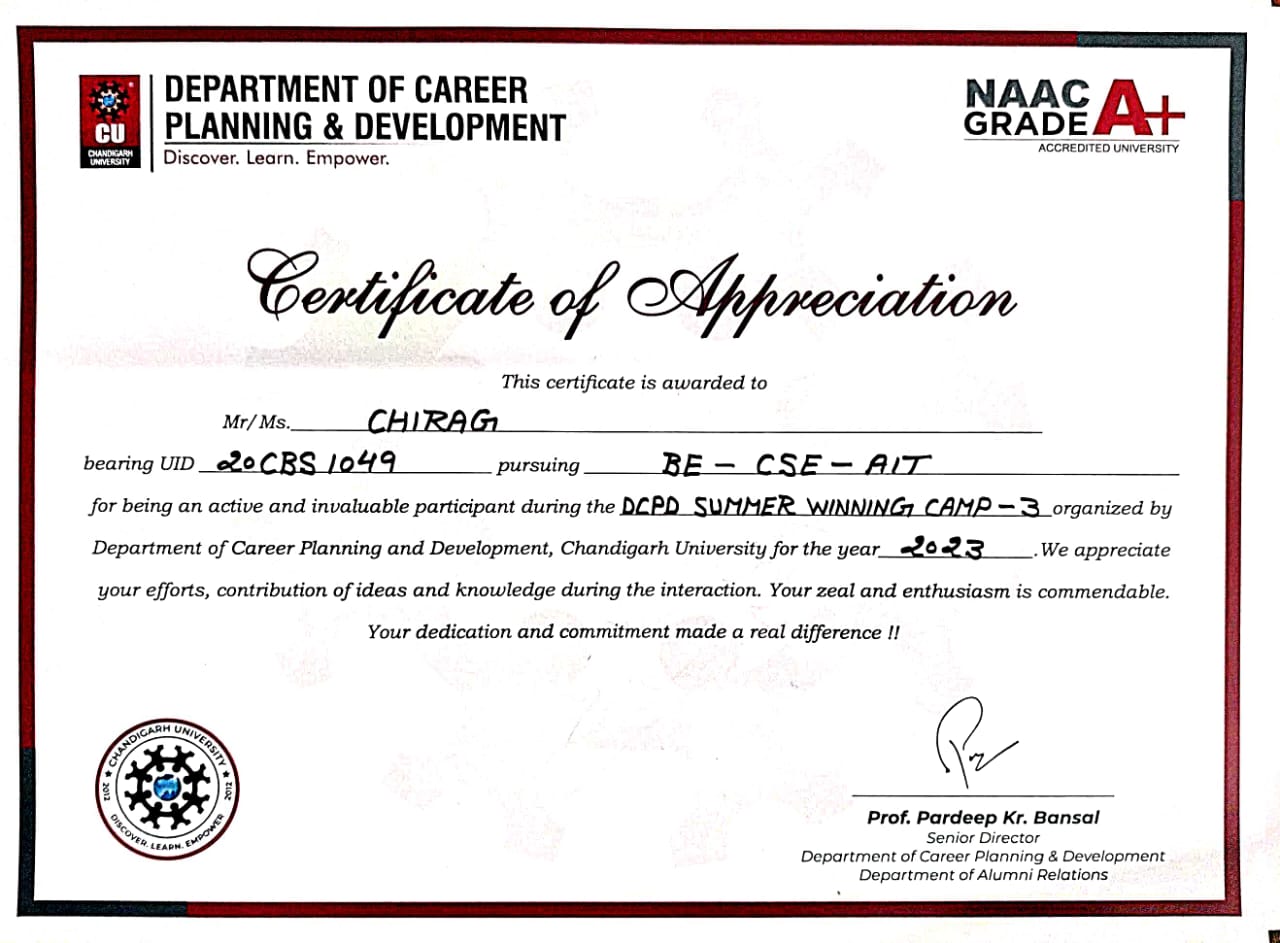 CU
CHANDIGARH
UNIVERSITY
DEPARTMENT OF CAREER
PLANNING & DEVELOPMENT
Discover. Learn. Empower.
NAAC
GRADE A+
ACCREDITED UNIVERSITY
Certificate of Appreciation
This certificate is awarded to
Mr/Ms. CHIRAG
bearing UID 20CBS1049 pursuing BE - CSE - AIT
for being an active and invaluable participant during the DCPD SUMMER WINNING CAMP-3 organized by
Department of Career Planning and Development, Chandigarh University for the year 2023. We appreciate
your efforts, contribution of ideas and knowledge during the interaction. Your zeal and enthusiasm is commendable.
Your dedication and commitment made a real difference !!
CHANDIGARH UNIVERSITY
2012 2012
DISCOVER. LEARN. EMPOWER
Prof. Pardeep Kr. Bansal
Senior Director
Department of Career Planning & Development
Department of Alumni Relations